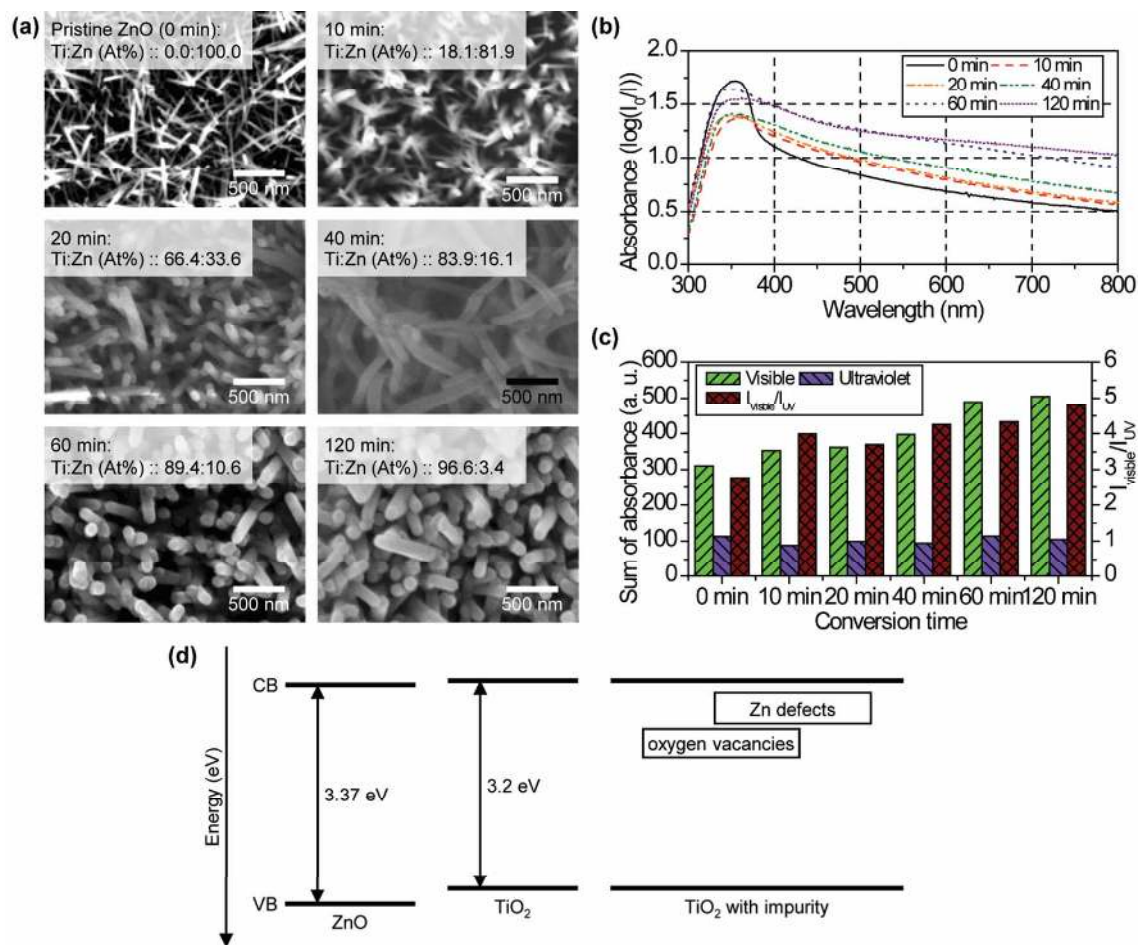 (a)
Pristine ZnO (0 min):
Ti:Zn (At%) :: 0.0:100.0
500 nm
10 min:
Ti:Zn (At%) :: 18.1:81.9
500 nm
20 min:
Ti:Zn (At%) :: 66.4:33.6
500 nm
40 min:
Ti:Zn (At%) :: 83.9:16.1
500 nm
60 min:
Ti:Zn (At%) :: 89.4:10.6
500 nm
120 min:
Ti:Zn (At%) :: 96.6:3.4
500 nm
(b)
Absorbance (log(I0/I))
2.0
1.5
1.0
0.5
0.0
0 min 10 min
20 min 40 min
60 min 120 min
300 400 500 600 700 800
Wavelength (nm)
(c)
Sum of absorbance (a. u.)
600
500
400
300
200
100
0
Visible Ultraviolet
Ivisble/IUV
6
5
4
3
2
1
0
Ivisible/IUV
0 min 10 min 20 min 40 min 60 min 120 min
Conversion time
(d)
Energy (eV)
CB
VB
3.37 eV
ZnO
3.2 eV
TiO2
Zn defects
oxygen vacancies
TiO2 with impurity